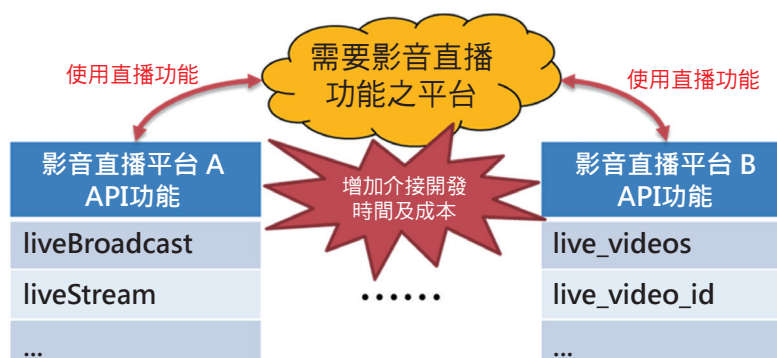 需要影音直播
功能之平台
使用直播功能
使用直播功能
影音直播平台 A
API功能
liveBroadcast
liveStream
...
增加介接開發
時間及成本
......
影音直播平台 B
API功能
live_videos
live_video_id
...